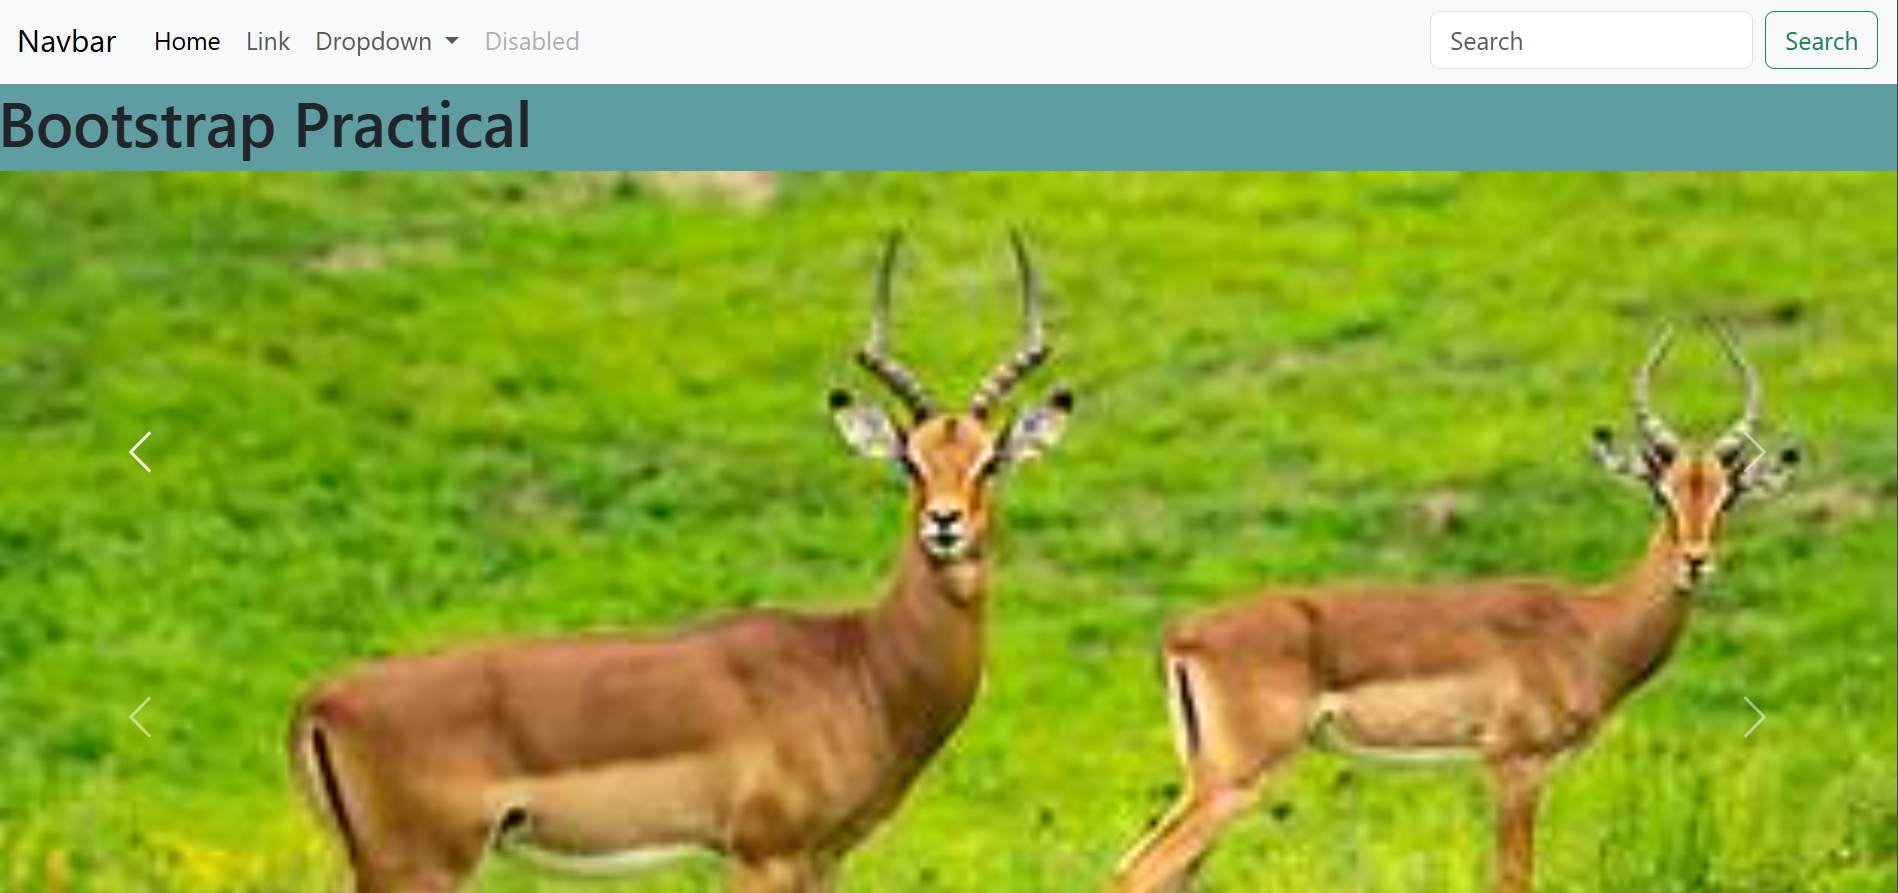 Navbar Home Link Dropdown Disabled Search Search
Bootstrap Practical